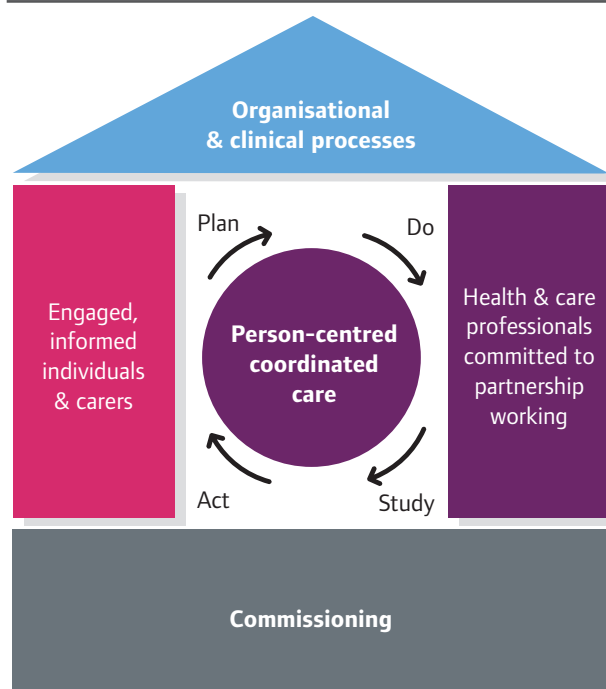 Organisational
& clinical processes
Plan
Do
Engaged,
informed
individuals
& carers
Person-centred
coordinated
care
Health & care
professionals
committed to
partnership
working
Act
Study
Commissioning